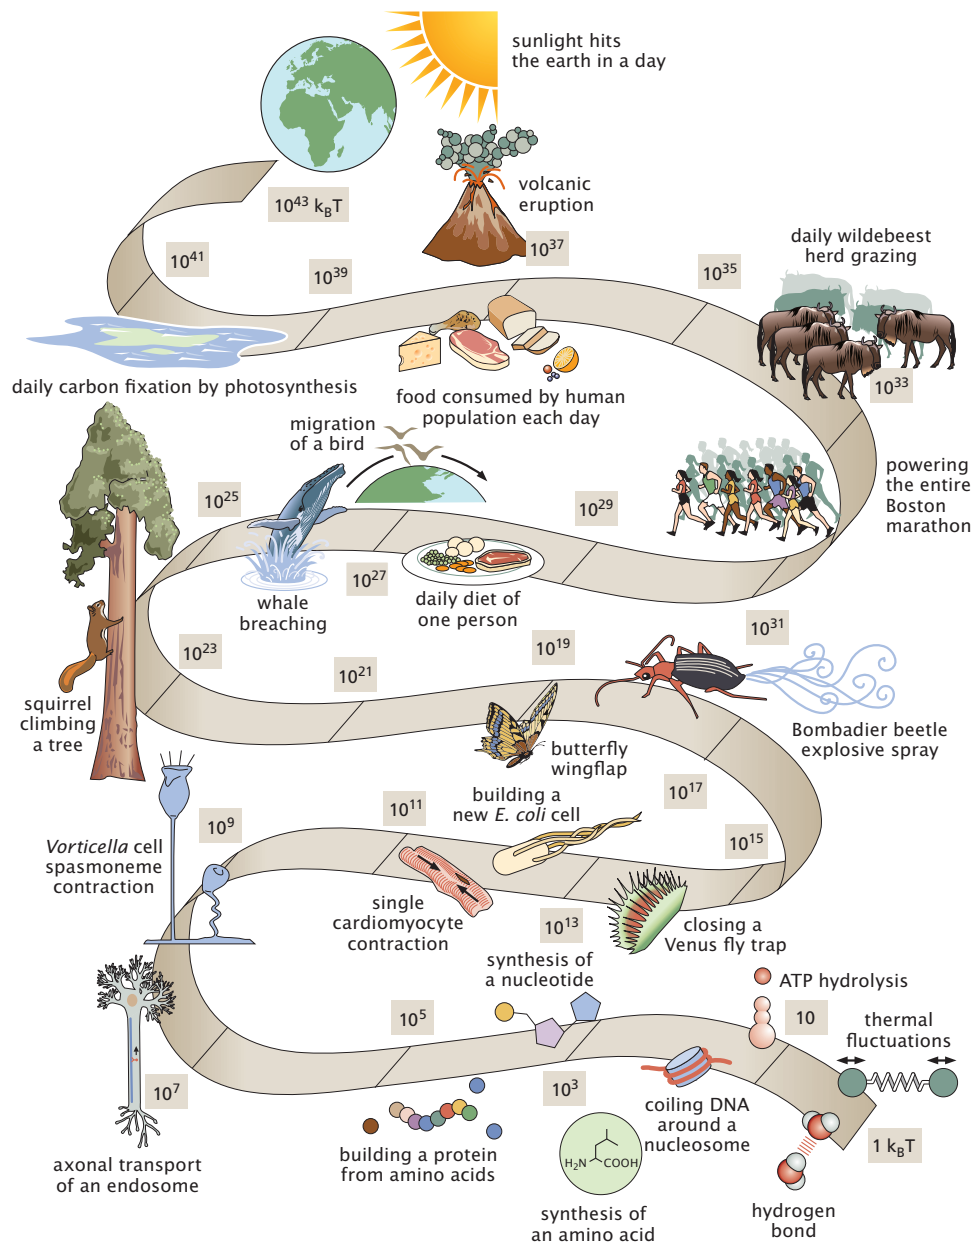 sunlight hits
the earth in a day
volcanic
eruption
10⁴³ k_BT
10³⁷
daily wildebeest
herd grazing
10⁴¹
10³⁹
10³⁵
10³³
daily carbon fixation by photosynthesis
food consumed by human
population each day
migration
of a bird
powering
the entire
Boston
marathon
10²⁵
10²⁹
10²⁷
whale
breaching
daily diet of
one person
10³¹
10²³
10²¹
10¹⁹
squirrel
climbing
a tree
butterfly
wingflap
Bombadier beetle
explosive spray
building a
new E. coli cell
10¹⁷
10¹¹
10⁹
10¹⁵
Vorticella cell
spasmoneme
contraction
single
cardiomyocyte
contraction
10¹³
closing a
Venus fly trap
synthesis of
a nucleotide
ATP hydrolysis
10⁵
10
thermal
fluctuations
10⁷
10³
coiling DNA
around a
nucleosome
1 k_BT
building a protein
from amino acids
H₂N
COOH
axonal transport
of an endosome
synthesis of
an amino acid
hydrogen
bond